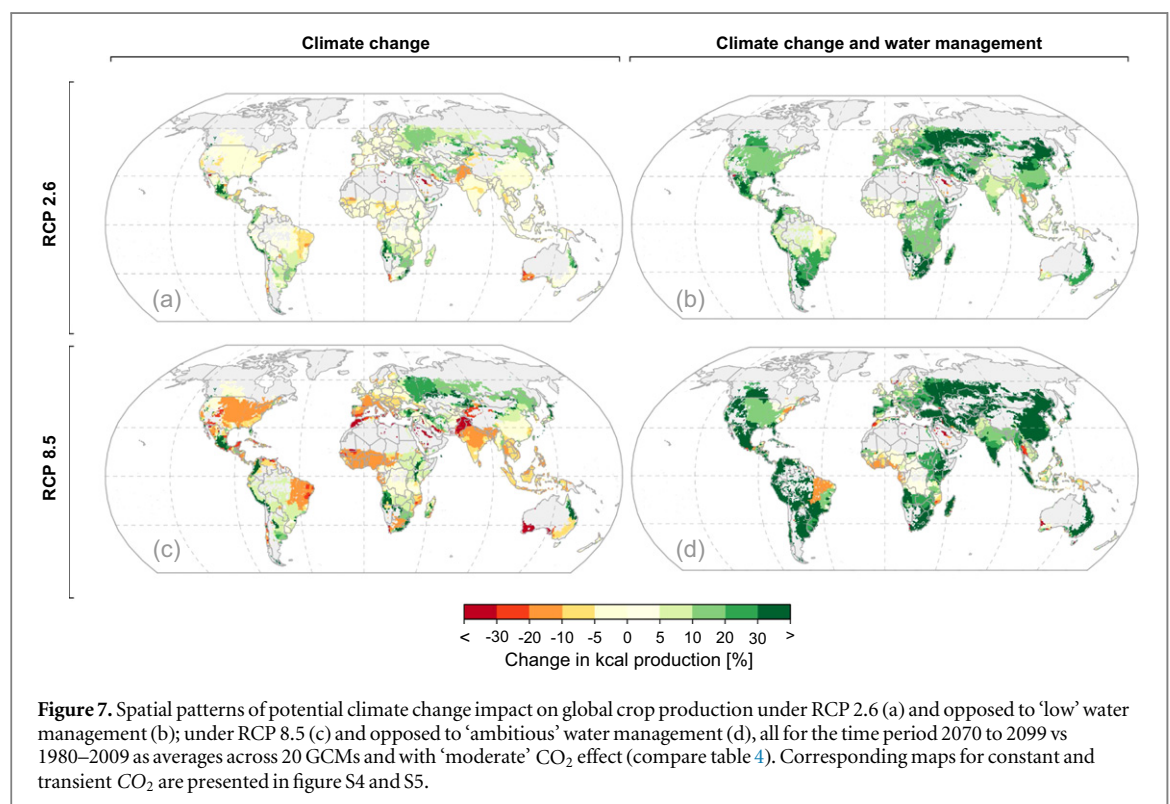 Climate change
Climate change and water management
RCP 2.6
(a)
(b)
RCP 8.5
(c)
(d)
< -30 -20 -10 -5 0 5 10 20 30 >
Change in kcal production [%]
Figure 7. Spatial patterns of potential climate change impact on global crop production under RCP 2.6 (a) and opposed to ‘low’ water
management (b); under RCP 8.5 (c) and opposed to ‘ambitious’ water management (d), all for the time period 2070 to 2099 vs
1980–2009 as averages across 20 GCMs and with ‘moderate’ CO₂ effect (compare table 4). Corresponding maps for constant and
transient CO₂ are presented in figure S4 and S5.